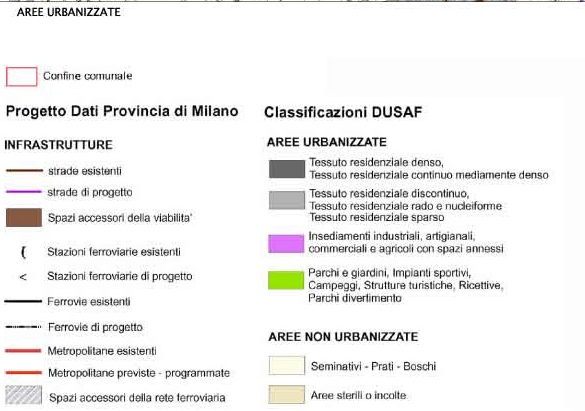 AREE URBANIZZATE
Confine comunale
Progetto Dati Provincia di Milano
INFRASTRUTTURE
strade esistenti
strade di progetto
Spazi accessori della viabilita'
Stazioni ferroviarie esistenti
Stazioni ferroviarie di progetto
Ferrovie esistenti
Ferrovie di progetto
Metropolitane esistenti
Metropolitane previste - programmate
Spazi accessori della rete ferroviaria
Classificazioni DUSAF
AREE URBANIZZATE
Tessuto residenziale denso,
Tessuto residenziale continuo mediamente denso
Tessuto residenziale discontinuo,
Tessuto residenziale rado e nucleiforme
Tessuto residenziale sparso
Insediamenti industriali, artigianali,
commerciali e agricoli con spazi annessi
Parchi e giardini, Impianti sportivi,
Campeggi, Strutture turistiche, Ricettive,
Parchi divertimento
AREE NON URBANIZZATE
Seminativi - Prati - Boschi
Aree sterili o incolte